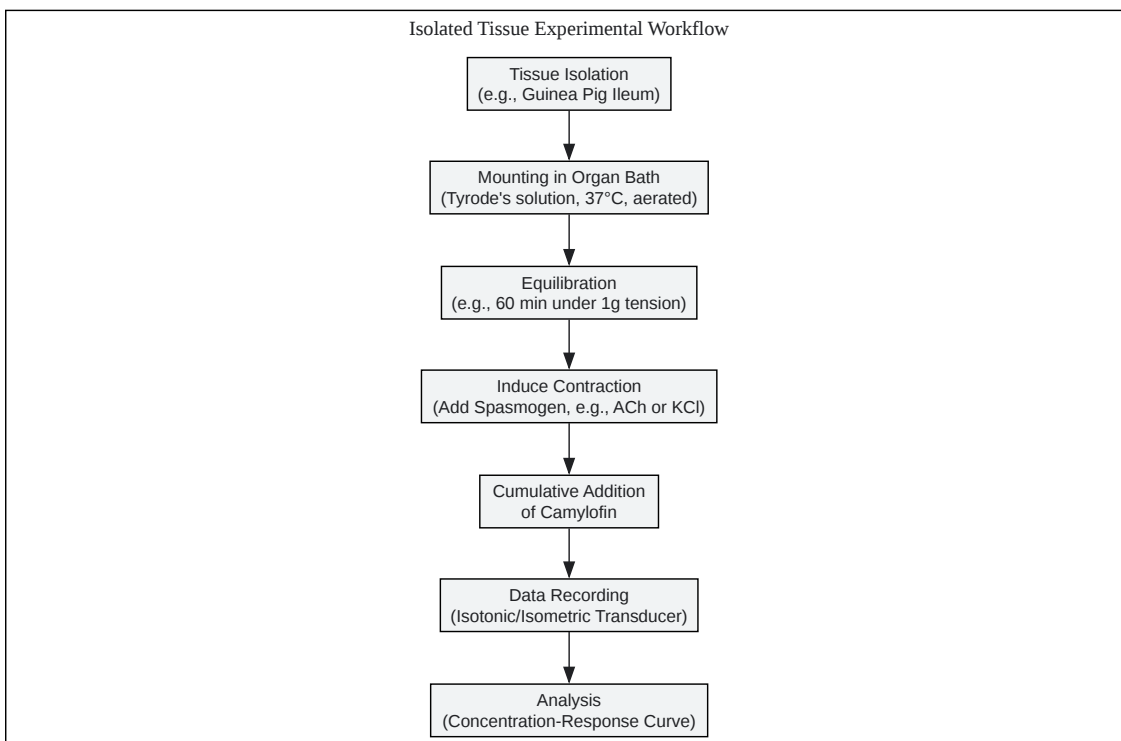 Isolated Tissue Experimental Workflow
Tissue Isolation
(e.g., Guinea Pig Ileum)
Mounting in Organ Bath
(Tyrode's solution, 37°C, aerated)
Equilibration
(e.g., 60 min under 1g tension)
Induce Contraction
(Add Spasmogen, e.g., ACh or KCl)
Cumulative Addition
of Camylofin
Data Recording
(Isotonic/Isometric Transducer)
Analysis
(Concentration-Response Curve)